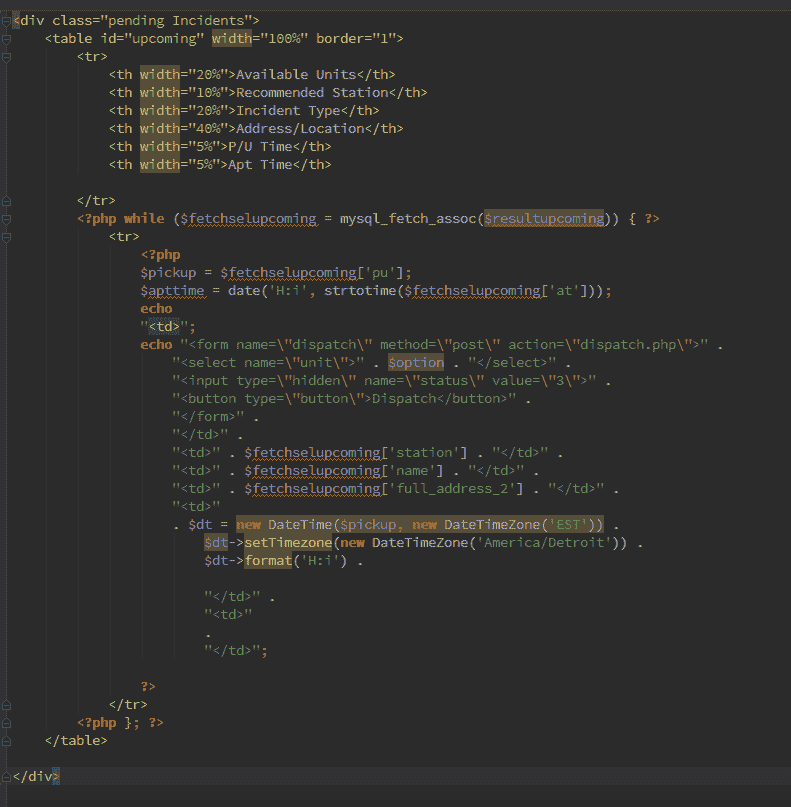 <div class="pending Incidents">
<table id="upcoming" width="100%" border="1">
<tr>
<th width="20%">Available Units</th>
<th width="10%">Recommended Station</th>
<th width="20%">Incident Type</th>
<th width="40%">Address/Location</th>
<th width="5%">P/U Time</th>
<th width="5%">Apt Time</th>
</tr>
<?php while ($fetchselupcoming = mysql_fetch_assoc($resultupcoming)) { ?>
<tr>
<?php
$pickup = $fetchselupcoming['pu'];
$apttime = date('H:i', strtotime($fetchselupcoming['at']));
echo
"<td>";
echo "<form name=\"dispatch\" method=\"post\" action=\"dispatch.php\">" .
"<select name=\"unit\">" . $option . "</select>" .
"<input type=\"hidden\" name=\"status\" value=\"3\">" .
"<button type=\"button\">Dispatch</button>" .
"</form>" .
"</td>" .
"<td>" . $fetchselupcoming['station'] . "</td>" .
"<td>" . $fetchselupcoming['name'] . "</td>" .
"<td>" . $fetchselupcoming['full_address_2'] . "</td>" .
"<td>"
. $dt = new DateTime($pickup, new DateTimeZone('EST')) .
$dt->setTimezone(new DateTimeZone('America/Detroit')) .
$dt->format('H:i') .
"</td>" .
"<td>"
.
"</td>";
?>
</tr>
<?php }; ?>
</table>
</div>